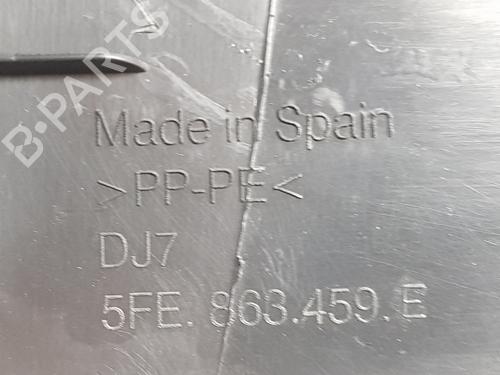 B-PARTS
Made in Spain
>PP-PE<
DJ7
5FE. 863.459. E